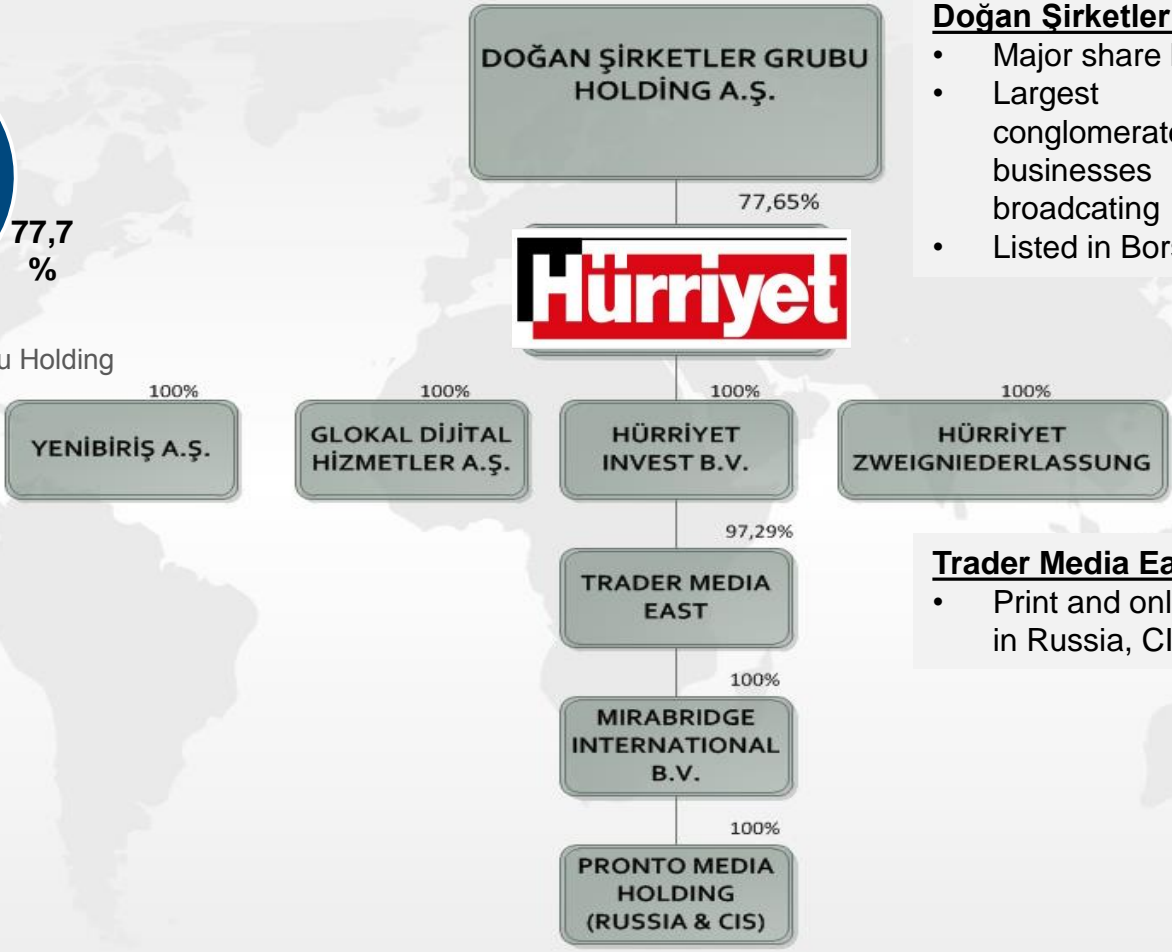 DOĞAN ŞİRKETLER GRUBU
HOLDİNG A.Ş.
Doğan Şirketler
• Major share
• Largest
conglomerate
businesses
broadcating
• Listed in
77,65%
77,7
%
Hürriyet
Holding
100%
100%
100%
100%
YENİBİRİŞ A.Ş.
GLOKAL DİJİTAL
HİZMETLER A.Ş.
HÜRRİYET
INVEST B.V.
HÜRRİYET
ZWEIGNIEDERLASSUNG
97,29%
TRADER MEDIA
EAST
Trader Media
• Print and
in Russia,
100%
MIRABRIDGE
INTERNATIONAL
B.V.
100%
PRONTO MEDIA
HOLDING
(RUSSIA & CIS)